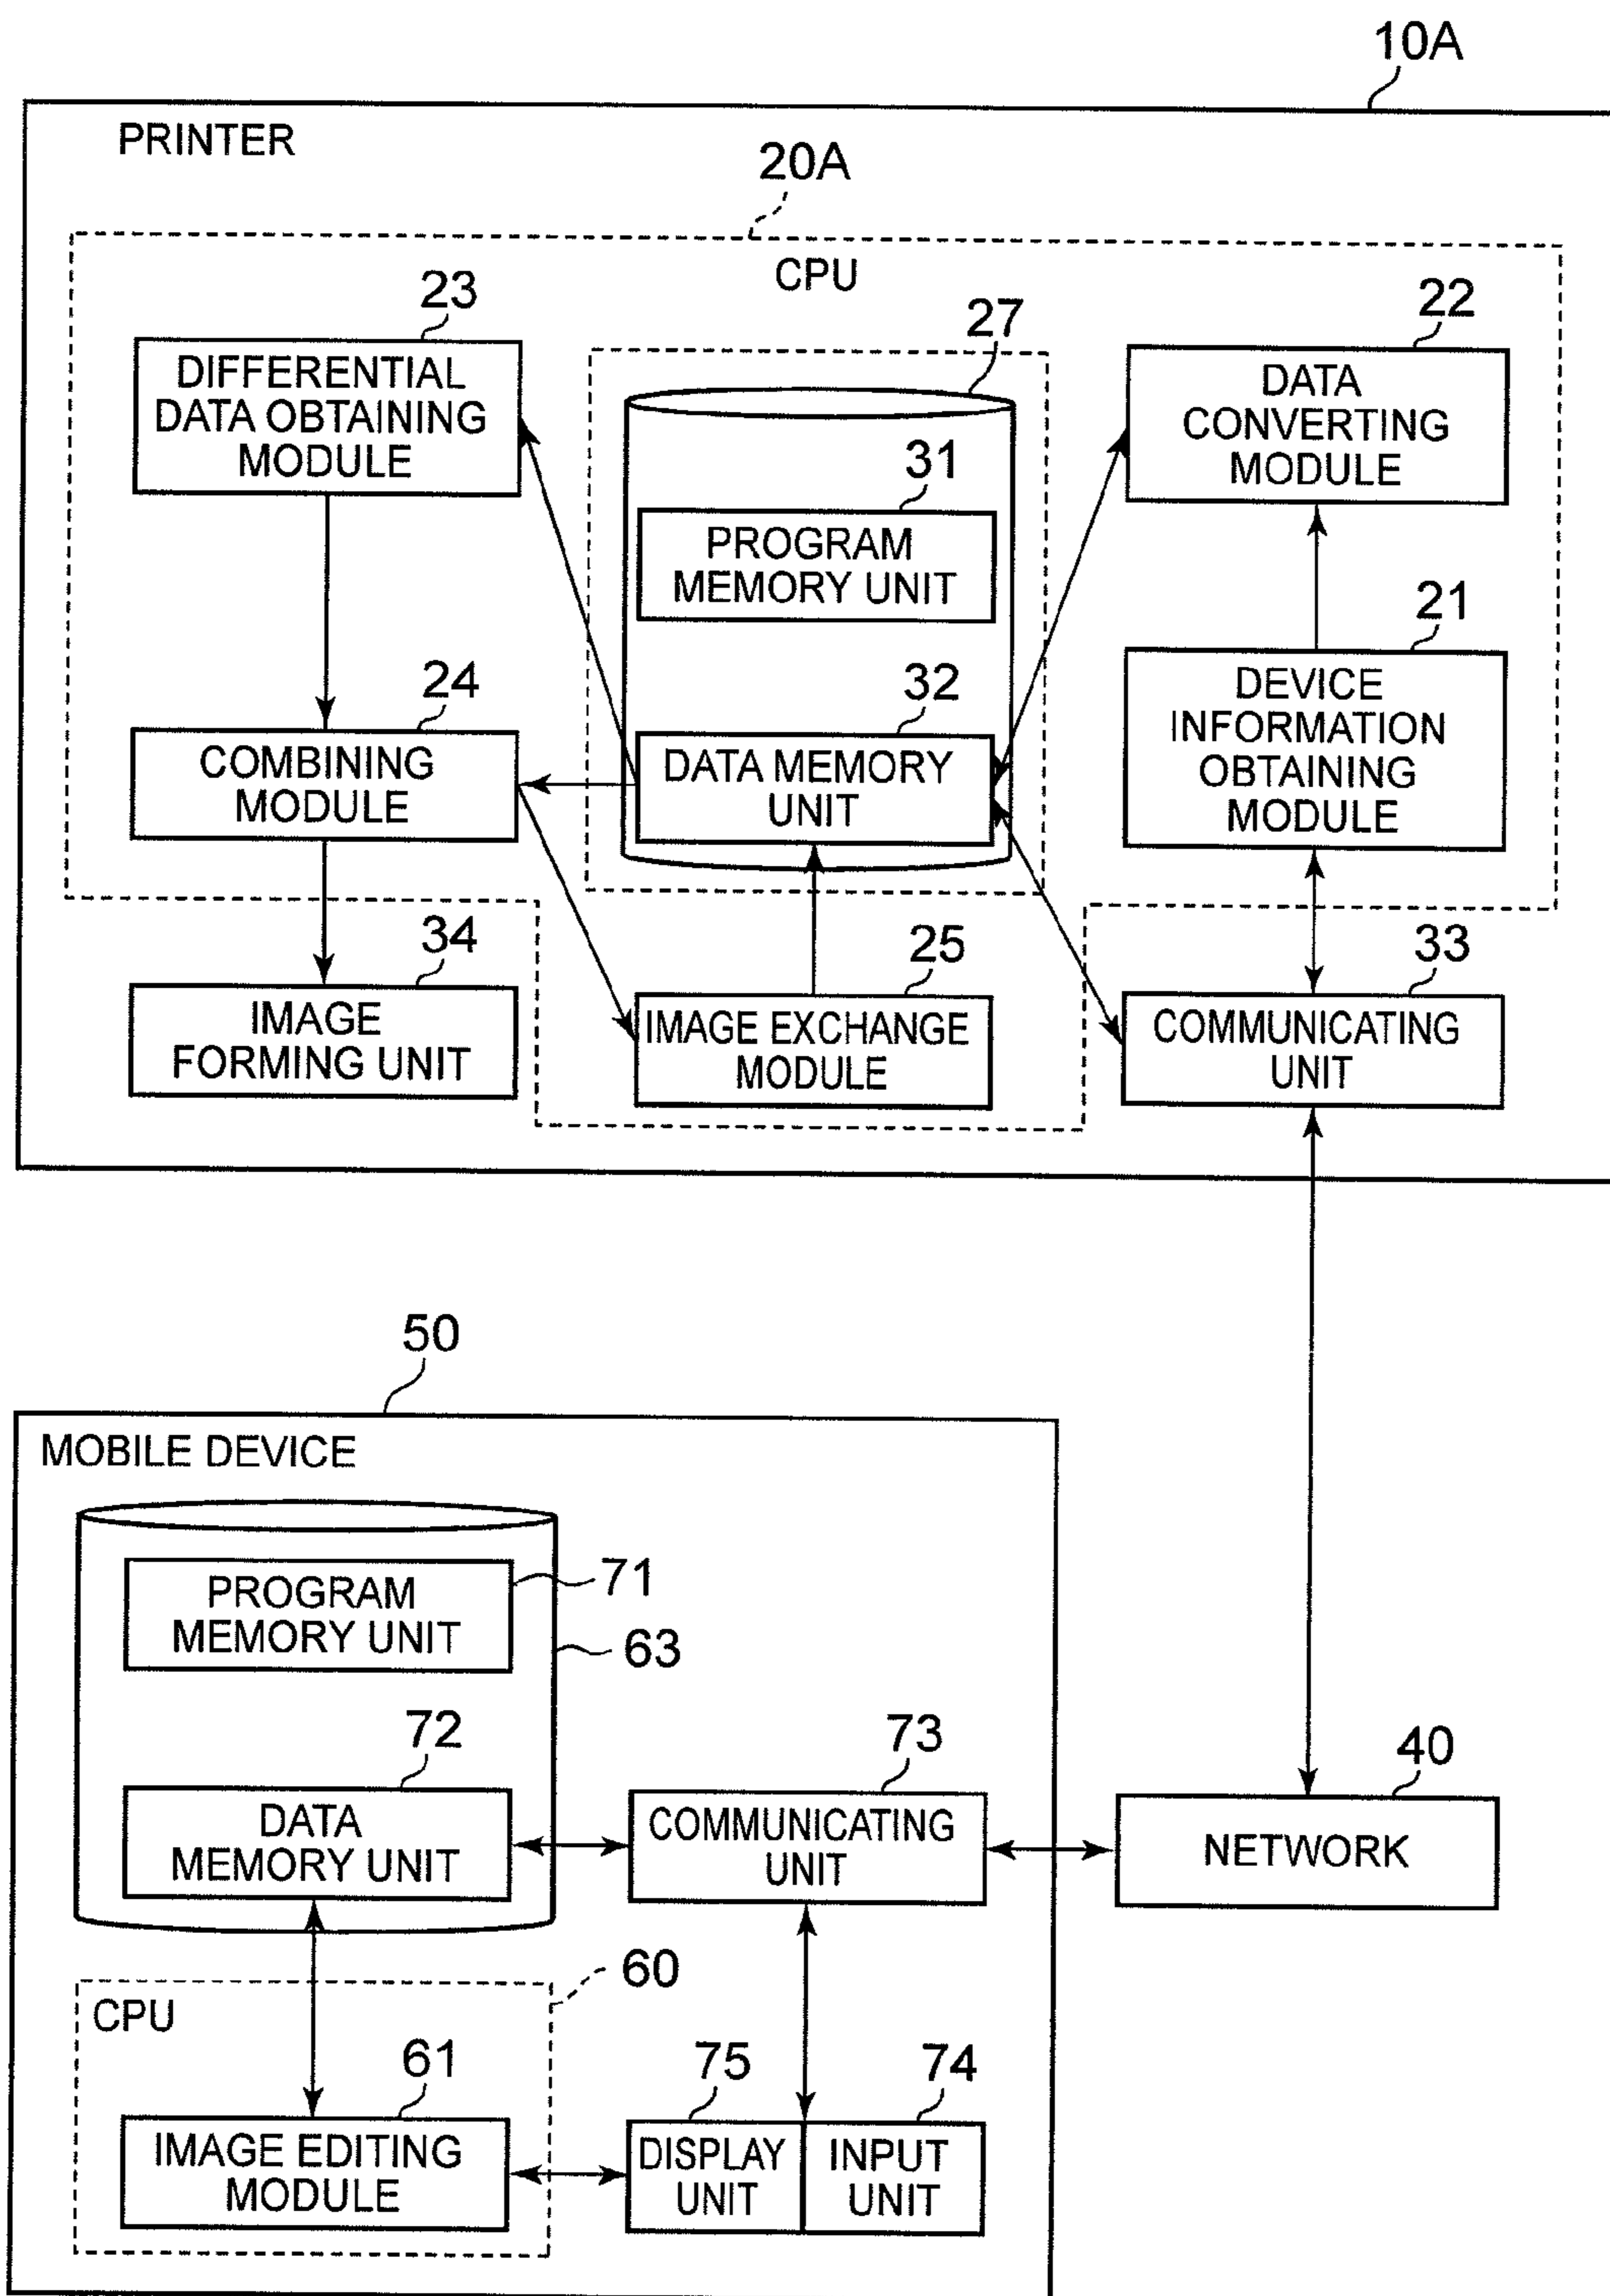 10A
PRINTER
20A
CPU
23
DIFFERENTIAL
DATA OBTAINING
MODULE
27
22
DATA
CONVERTING
MODULE
31
PROGRAM
MEMORY UNIT
21
DEVICE
INFORMATION
OBTAINING
MODULE
24
COMBINING
MODULE
32
DATA MEMORY
UNIT
34
IMAGE
FORMING UNIT
25
IMAGE EXCHANGE
MODULE
33
COMMUNICATING
UNIT
50
MOBILE DEVICE
PROGRAM
MEMORY UNIT
71
63
72
DATA
MEMORY UNIT
73
COMMUNICATING
UNIT
40
NETWORK
60
CPU
61
IMAGE EDITING
MODULE
75
DISPLAY
UNIT
74
INPUT
UNIT